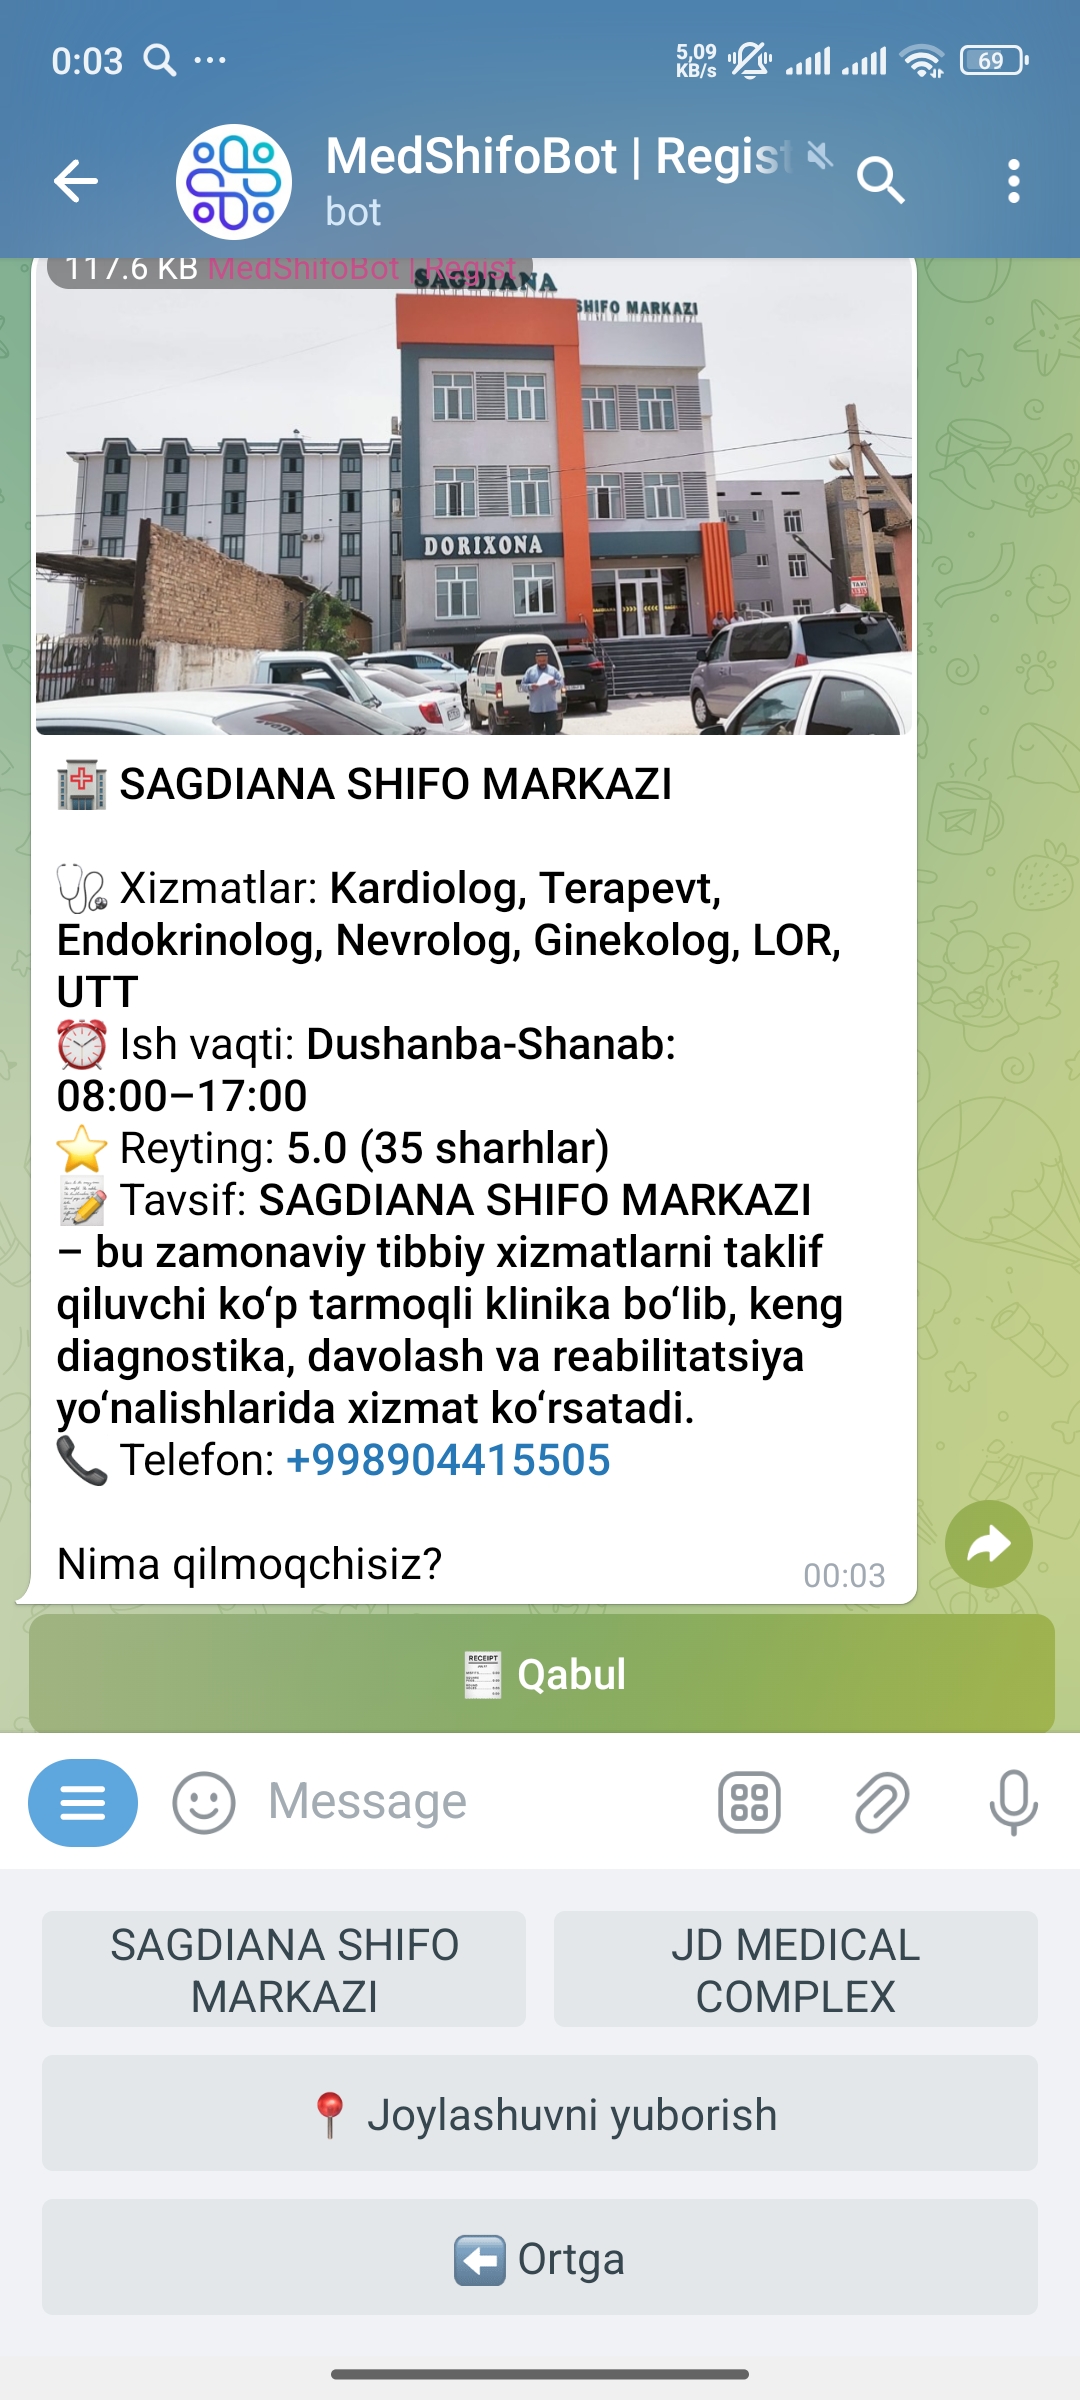 0:03
5,09
KB/s
69
MedShifoBot | Regist
bot
117.6 KB MedShifoBot | Regist
SAGDIANA
SHIFO MARKAZI
DORIXONA
TAXI
🏥 SAGDIANA SHIFO MARKAZI
🩺 Xizmatlar: Kardiolog, Terapevt,
Endokrinolog, Nevrolog, Ginekolog, LOR,
UTT
⏰ Ish vaqti: Dushanba-Shanab:
08:00–17:00
⭐ Reyting: 5.0 (35 sharhlar)
📝 Tavsif: SAGDIANA SHIFO MARKAZI
– bu zamonaviy tibbiy xizmatlarni taklif
qiluvchi ko‘p tarmoqli klinika bo‘lib, keng
diagnostika, davolash va reabilitatsiya
yo‘nalishlarida xizmat ko‘rsatadi.
📞 Telefon: +998904415505
Nima qilmoqchisiz?
00:03
🧾 Qabul
Message
SAGDIANA SHIFO
MARKAZI
JD MEDICAL
COMPLEX
📍 Joylashuvni yuborish
⬅️ Ortga